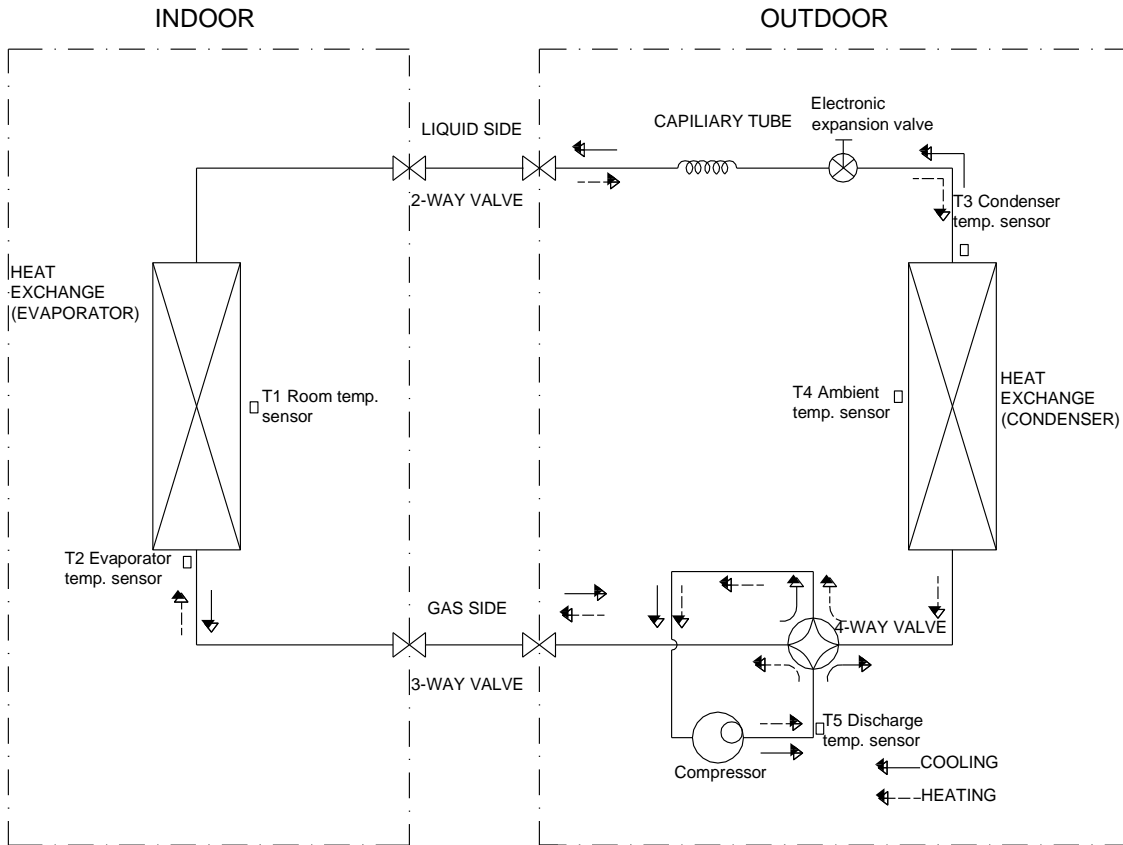 INDOOR
OUTDOOR
Electronic
expansion valve
CAPILIARY TUBE
LIQUID SIDE
2-WAY VALVE
T3 Condenser
temp. sensor
HEAT
EXCHANGE
(EVAPORATOR)
T1 Room temp.
sensor
T4 Ambient
temp. sensor
HEAT
EXCHANGE
(CONDENSER)
T2 Evaporator
temp. sensor
GAS SIDE
4-WAY VALVE
3-WAY VALVE
T5 Discharge
temp. sensor
Compressor
COOLING
HEATING